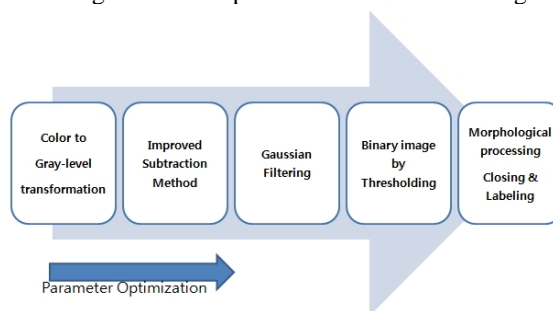 Color to
Gray-level
transformation
Improved
Subtraction
Method
Gaussian
Filtering
Binary image
by
Thresholding
Morphological
processing
Closing &
Labeling
Parameter Optimization